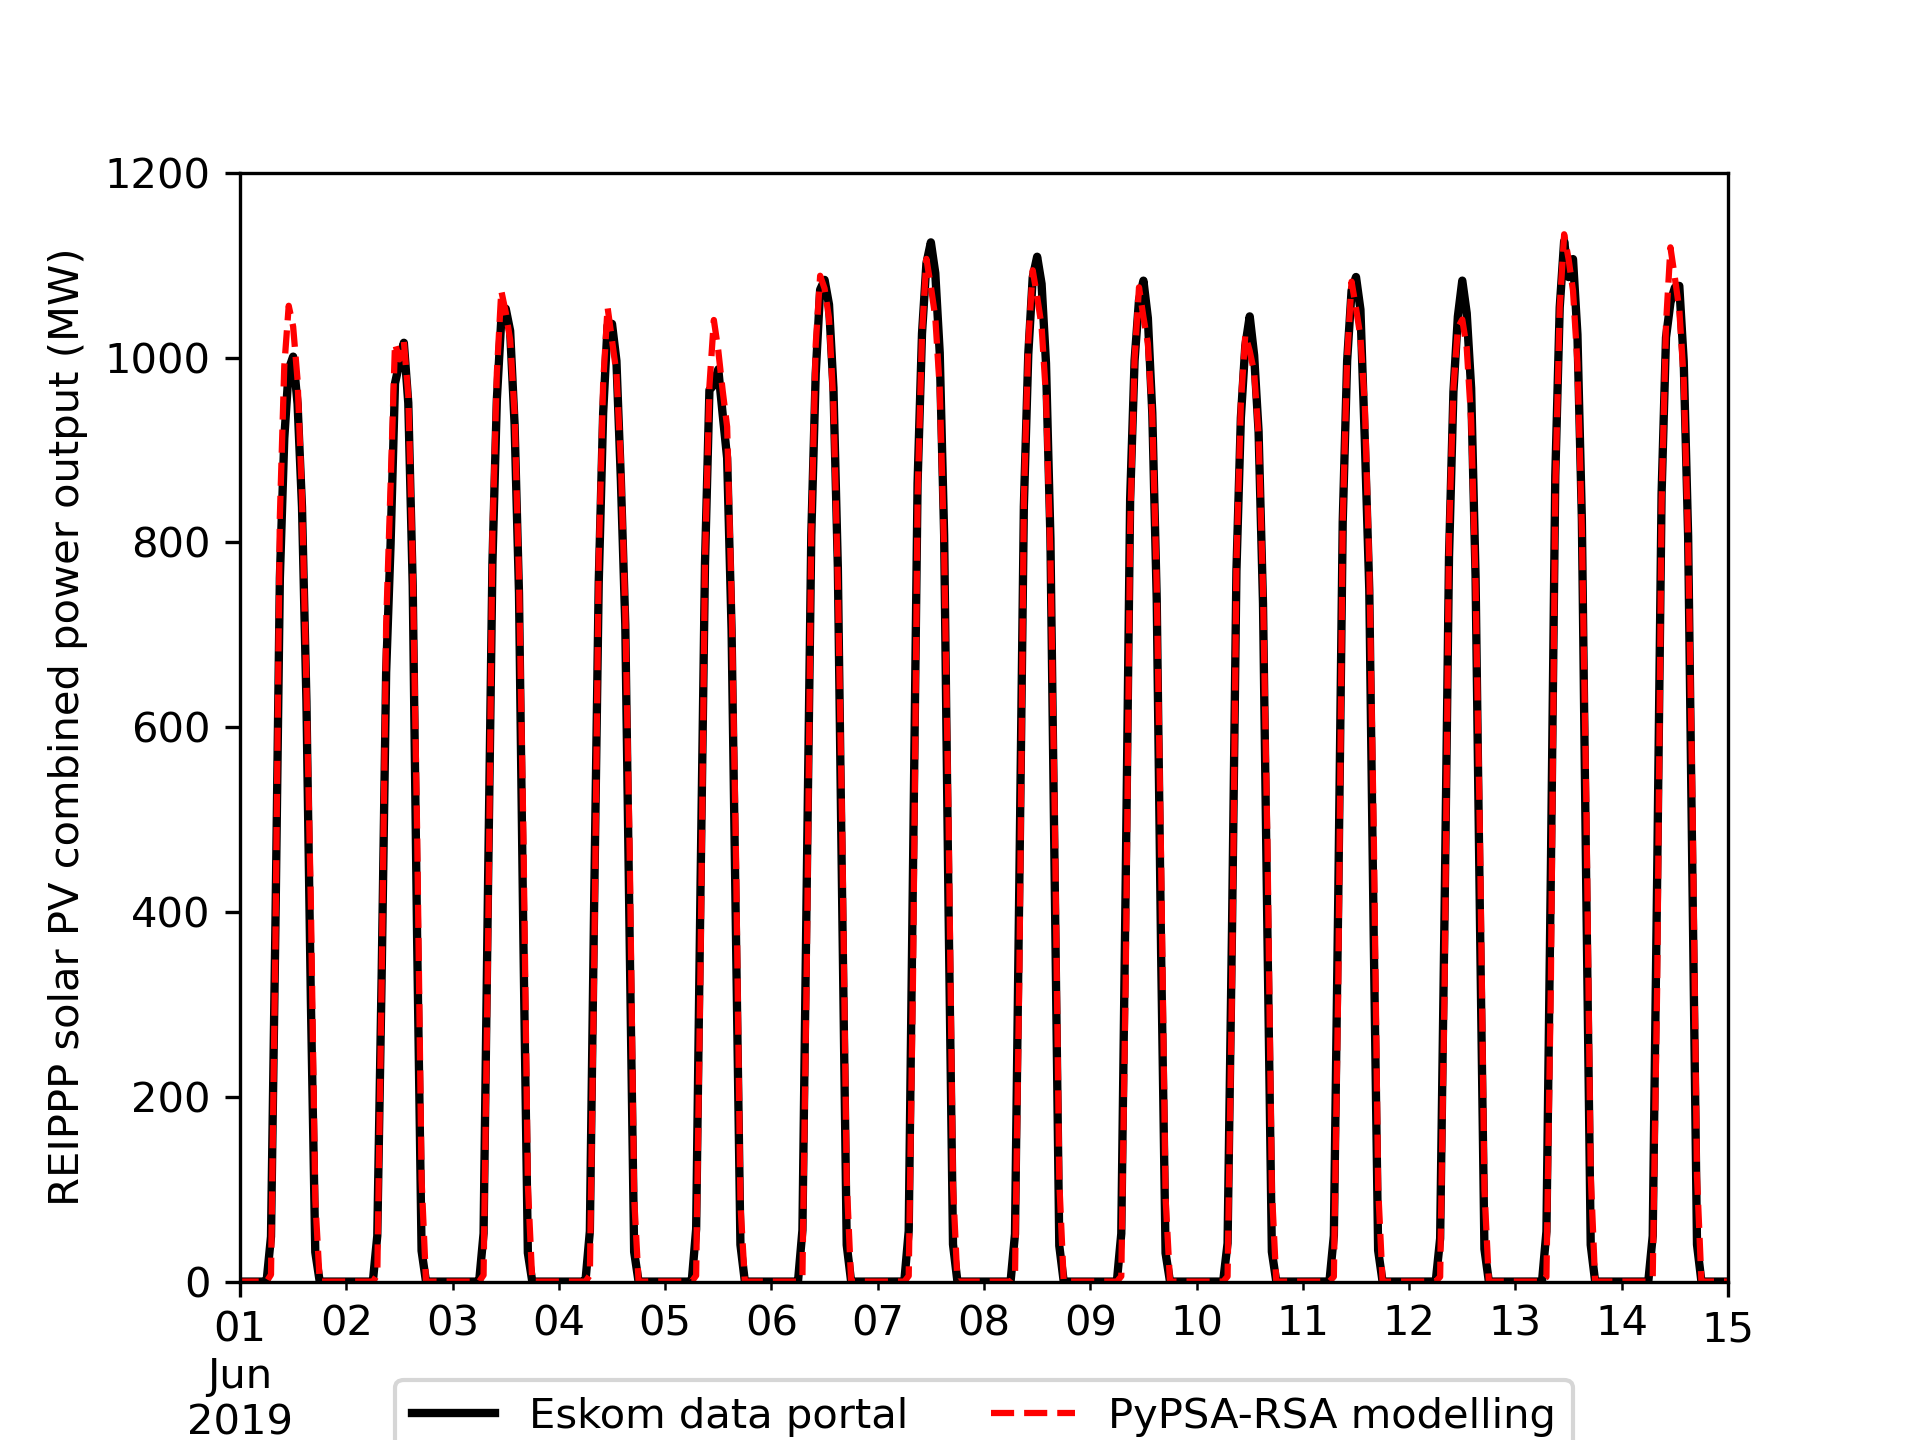 REIPPP solar PV combined power output (MW)
1200
1000
800
600
400
200
0
01 02 03 04 05 06 07 08 09 10 11 12 13 14 15
Jun
2019
Eskom data portal PyPSA-RSA modelling